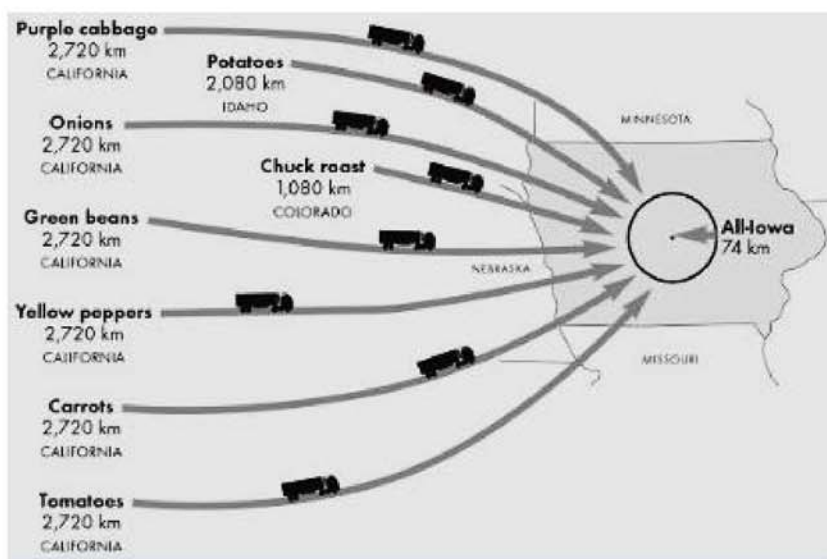 Purple cabbage
2,720 km
CALIFORNIA
Potatoes
2,080 km
IDAHO
Onions
2,720 km
CALIFORNIA
Chuck roast
1,080 km
COLORADO
Green beans
2,720 km
CALIFORNIA
Yellow peppers
2,720 km
CALIFORNIA
Carrots
2,720 km
CALIFORNIA
Tomatoes
2,720 km
CALIFORNIA
MINNESOTA
All-Iowa
74 km
NEBRASKA
MISSOURI